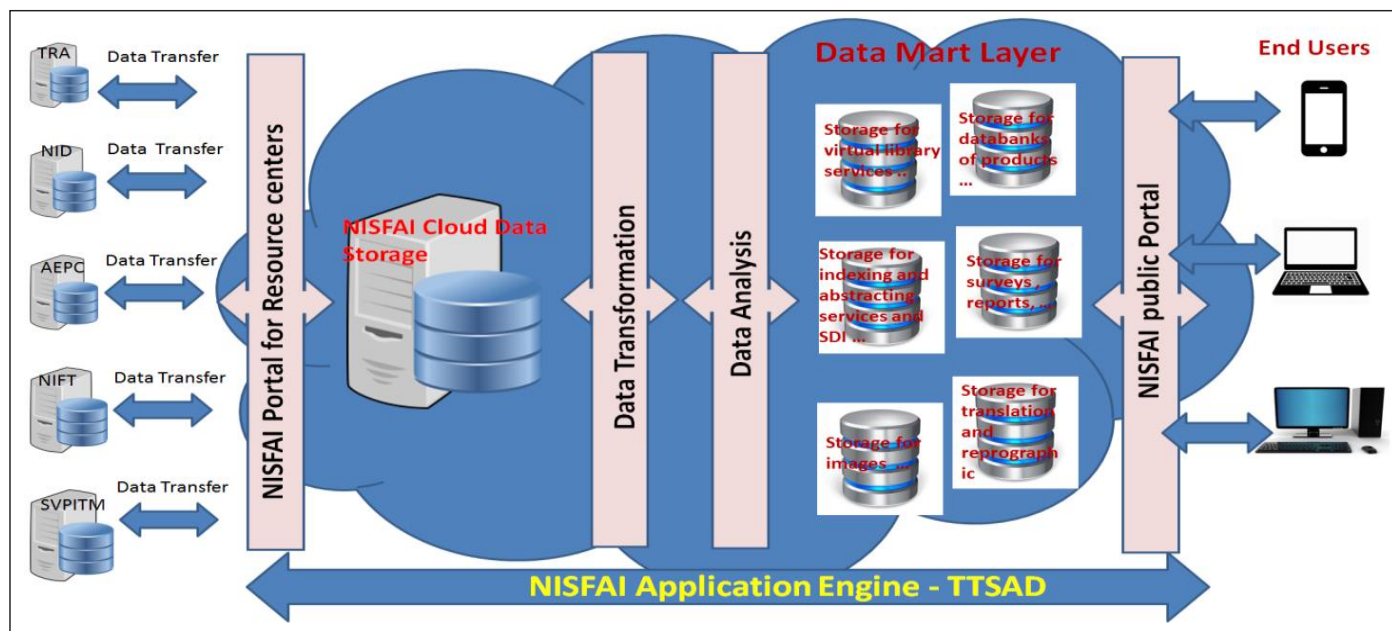 TRA
Data Transfer
NID
Data Transfer
AEPC
Data Transfer
NIFT
Data Transfer
SVPITM
Data Transfer
NISFAI Portal for Resource centers
NISFAI Cloud Data
Storage
Data Transformation
Data Analysis
Data Mart Layer
Storage for
virtual library
services ..
Storage for
databanks
of products
...
Storage for
indexing and
abstracting
services and
SDI ...
Storage for
surveys ,
reports, ...
Storage for
images ...
Storage for
translation
and
reprograph
ic
NISFAI public Portal
End Users
NISFAI Application Engine - TTSAD